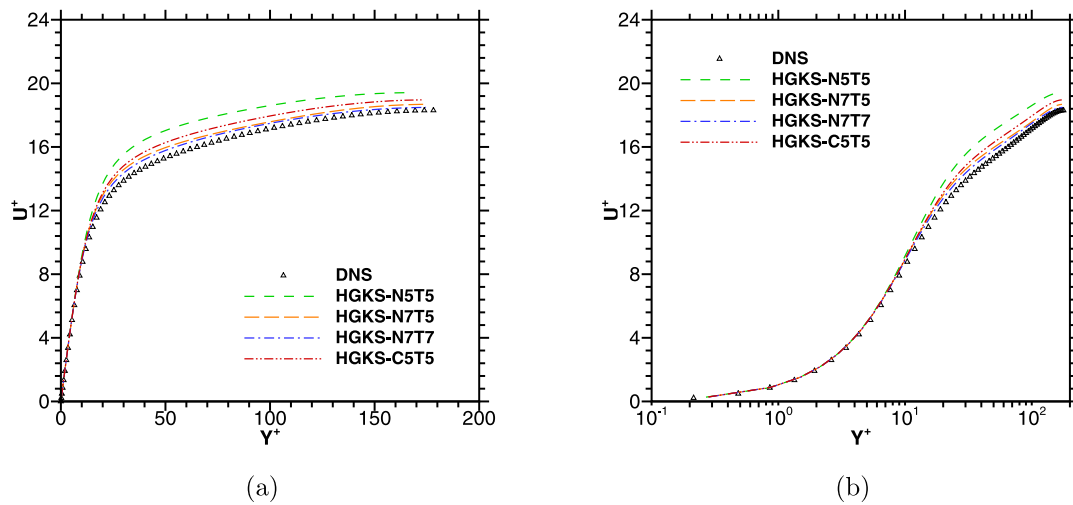 24
20
16
12
8
4
0
U⁺
DNS
HGKS-N5T5
HGKS-N7T5
HGKS-N7T7
HGKS-C5T5
0 50 100 150 200
Y⁺
(a)
24
20
16
12
8
4
0
U⁺
DNS
HGKS-N5T5
HGKS-N7T5
HGKS-N7T7
HGKS-C5T5
10⁻¹ 10⁰ 10¹ 10²
Y⁺
(b)